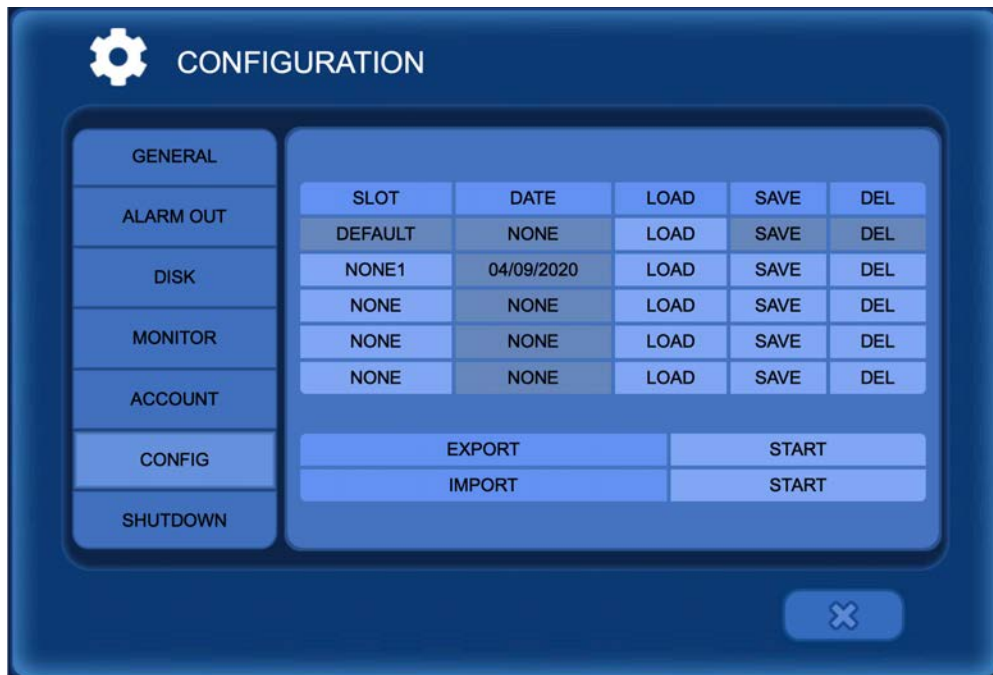 CONFIGURATION
GENERAL
ALARM OUT
DISK
MONITOR
ACCOUNT
CONFIG
SHUTDOWN
SLOT DATE LOAD SAVE DEL
DEFAULT NONE LOAD SAVE DEL
NONE1 04/09/2020 LOAD SAVE DEL
NONE NONE LOAD SAVE DEL
NONE NONE LOAD SAVE DEL
NONE NONE LOAD SAVE DEL
EXPORT START
IMPORT START